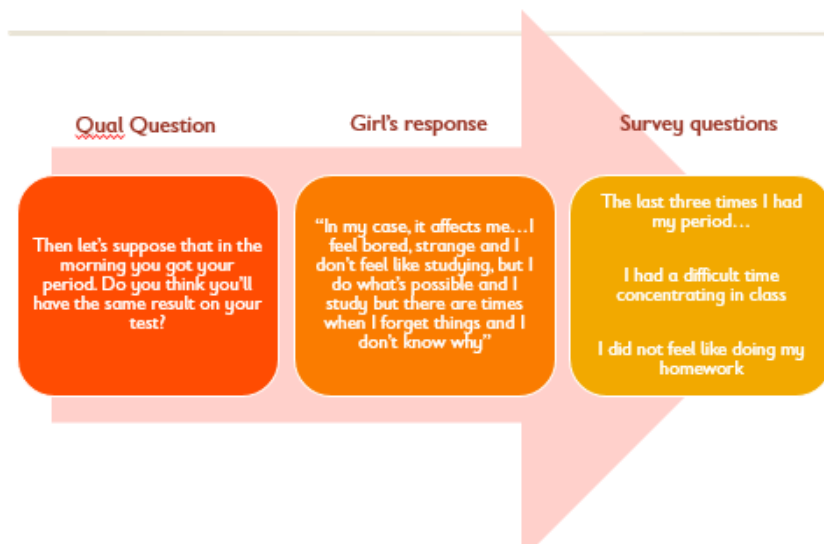 Qual Question
Girl's response
Survey questions
Then let's suppose that in the
morning you got your
period. Do you think you'll
have the same result on your
test?
“In my case, it affects me…I
feel bored, strange and I
don't feel like studying, but I
do what's possible and I
study but there are times
when I forget things and I
don't know why”
The last three times I had
my period…
I had a difficult time
concentrating in class
I did not feel like doing my
homework